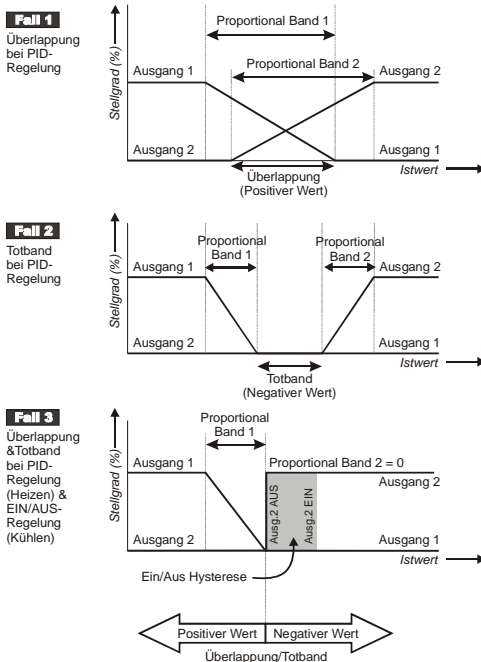 Fall 1
Überlappung
bei PID-
Regelung
Stellgrad (%)
Proportional Band 1
Proportional Band 2
Ausgang 1
Ausgang 2
Ausgang 2
Ausgang 1
Überlappung
(Positiver Wert)
Istwert
Fall 2
Totband
bei PID-
Regelung
Stellgrad (%)
Proportional
Band 1
Proportional
Band 2
Ausgang 1
Ausgang 2
Ausgang 2
Ausgang 1
Totband
(Negativer Wert)
Istwert
Fall 3
Überlappung
&Totband
bei PID-
Regelung
(Heizen) &
EIN/AUS-
Regelung
(Kühlen)
Stellgrad (%)
Proportional
Band 1
Ausgang 1
Proportional Band 2 = 0
Ausgang 2
Ausg.2 AUS
Ausg.2 EIN
Ausgang 2
Ausgang 1
Istwert
Ein/Aus Hysterese
Positiver Wert
Negativer Wert
Überlappung/Totband